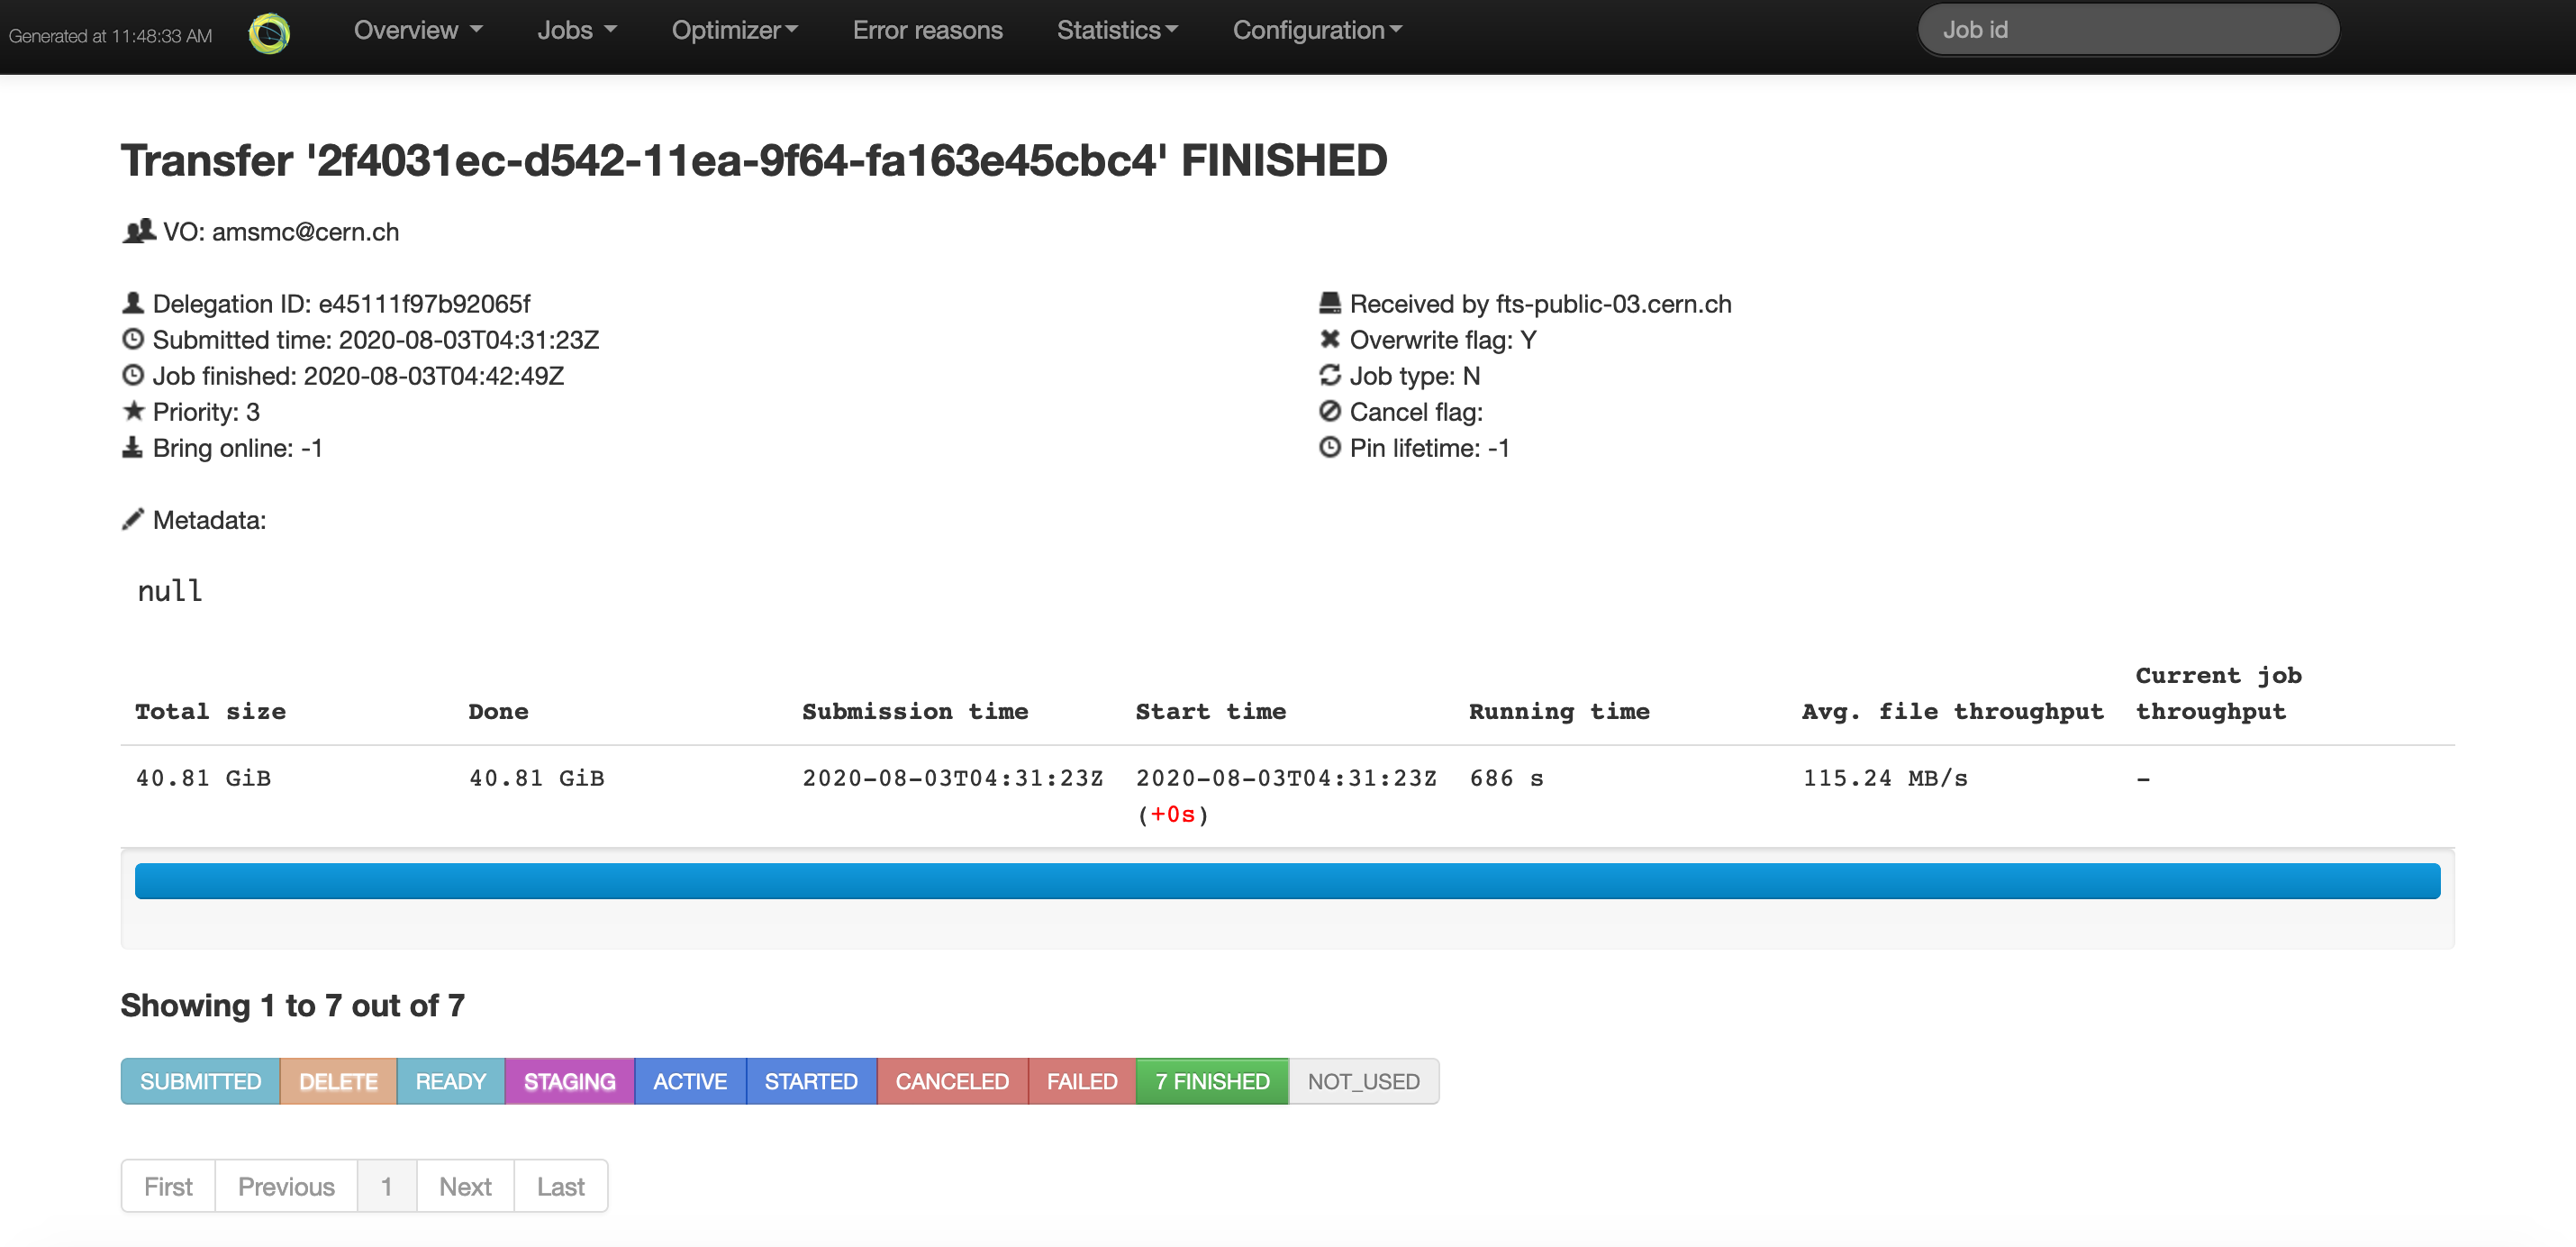 Generated at 11:48:33 AM Overview Jobs Optimizer Error reasons Statistics Configuration Job id
Transfer '2f4031ec-d542-11ea-9f64-fa163e45cbc4' FINISHED
VO: amsmc@cern.ch
Delegation ID: e45111f97b92065f
Submitted time: 2020-08-03T04:31:23Z
Job finished: 2020-08-03T04:42:49Z
Priority: 3
Bring online: -1
Received by fts-public-03.cern.ch
Overwrite flag: Y
Job type: N
Cancel flag:
Pin lifetime: -1
Metadata:
null
Total size Done Submission time Start time Running time Avg. file throughput Current job throughput
40.81 GiB 40.81 GiB 2020-08-03T04:31:23Z 2020-08-03T04:31:23Z 686 s 115.24 MB/s -
(+0s)
Showing 1 to 7 out of 7
SUBMITTED DELETE READY STAGING ACTIVE STARTED CANCELED FAILED 7 FINISHED NOT_USED
First Previous 1 Next Last